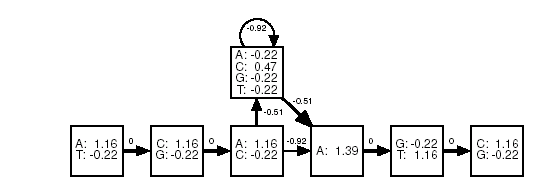 -0.92
A: -0.22
C: 0.47
G: -0.22
T: -0.22
-0.51
-0.51
A: 1.16
T: -0.22
0
C: 1.16
G: -0.22
0
A: 1.16
C: -0.22
-0.92
A: 1.39
0
G: -0.22
T: 1.16
0
C: 1.16
G: -0.22